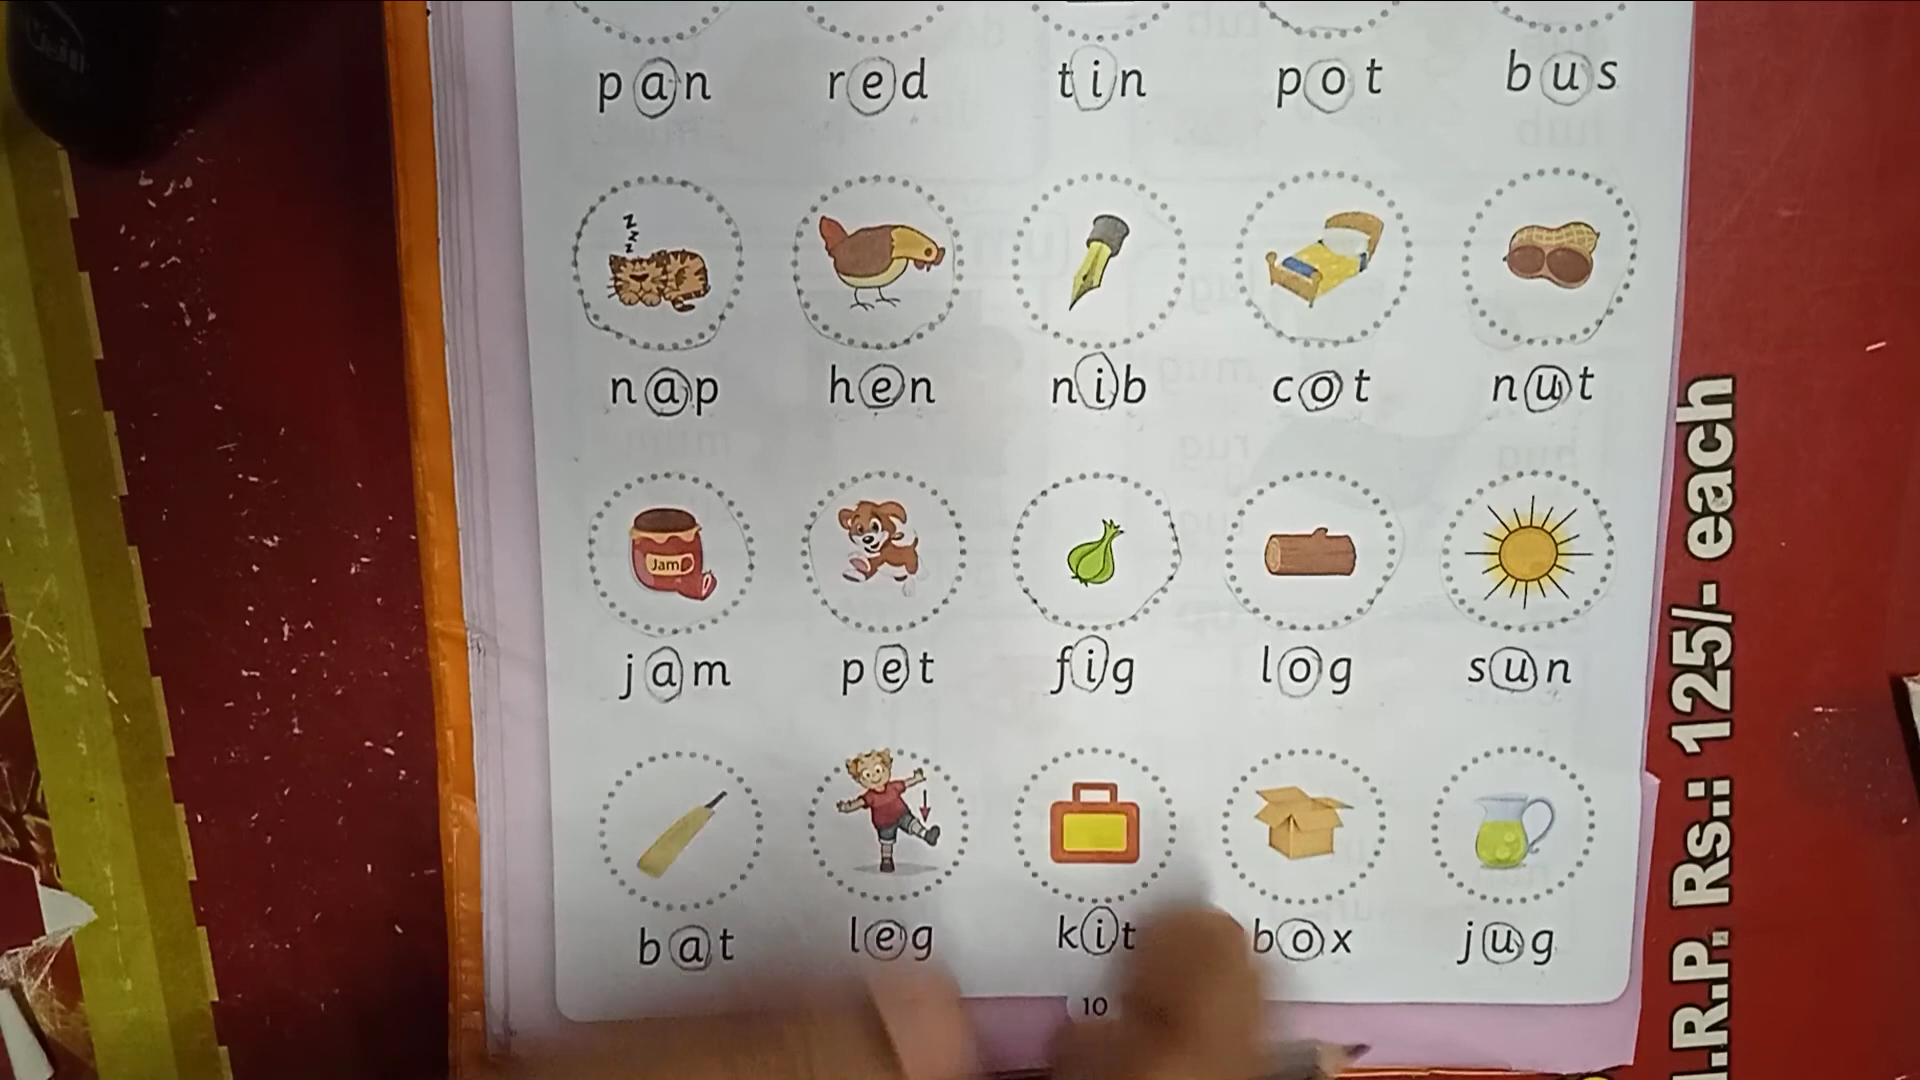 pan red tin pot bus
z
z
z
nap hen nib cot nut
Jam
jam pet fig log sun
bat leg kit box jug
10
M.R.P. Rs.: 125/- each